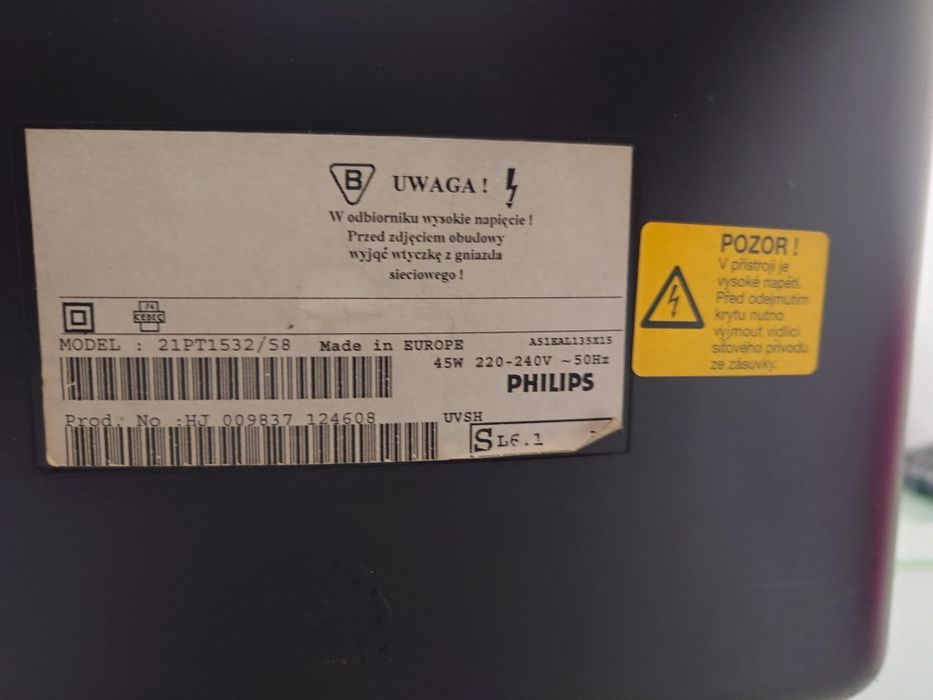 B UWAGA !
W odbiorniku wysokie napięcie !
Przed zdjęciem obudowy
wyjąć wtyczkę z gniazda
sieciowego !
CEBEC
MODEL : 21PT1532/58 Made in EUROPE A51EAL135X15
45W 220-240V ~ 50Hz
PHILIPS
Prod. No :HJ 009837 124608 UVSH
S L6.1 -
POZOR !
V přístroji je
vysoké napětí.
Před odejmutím
krytu nutno
vyjmout vidlici
síťového přívodu
ze zásuvky.